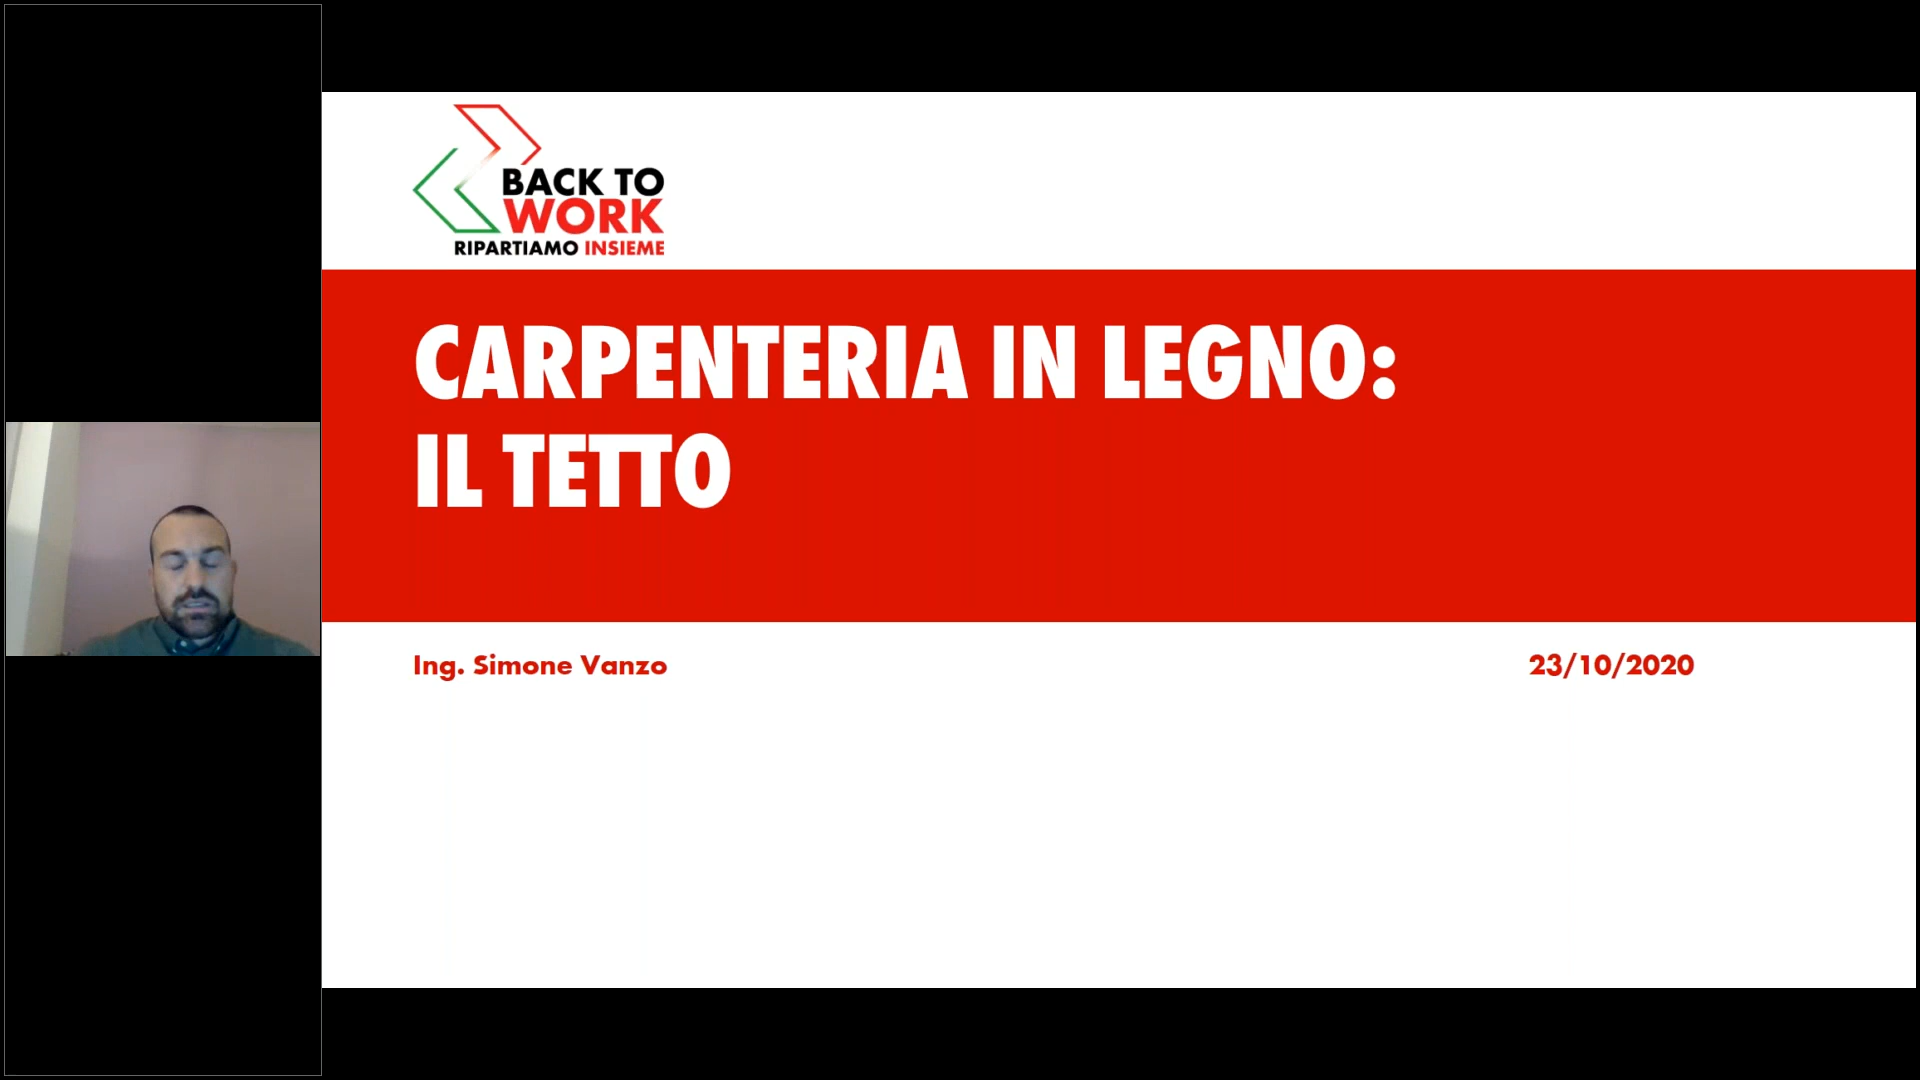 BACK TO
WORK
RIPARTIAMO INSIEME
CARPENTERIA IN LEGNO:
IL TETTO
Ing. Simone Vanzo
23/10/2020